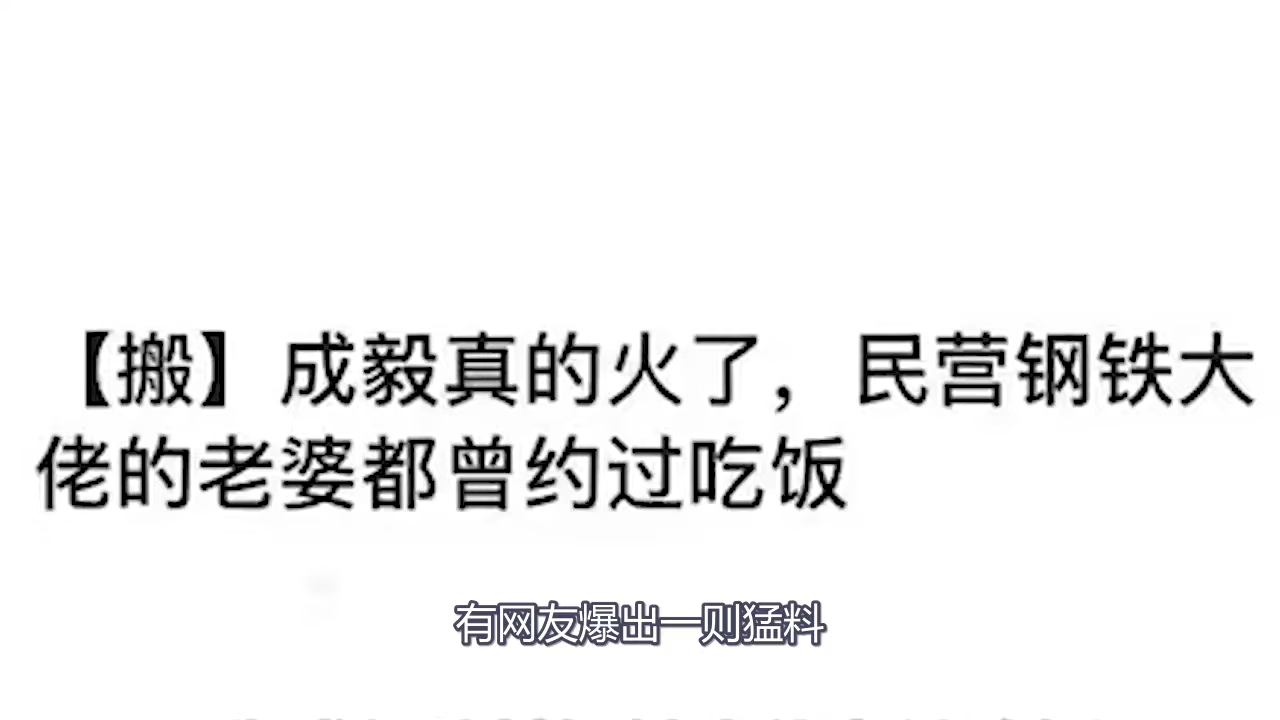 【搬】成毅真的火了，民营钢铁大
佬的老婆都曾约过吃饭
有网友爆出一则猛料